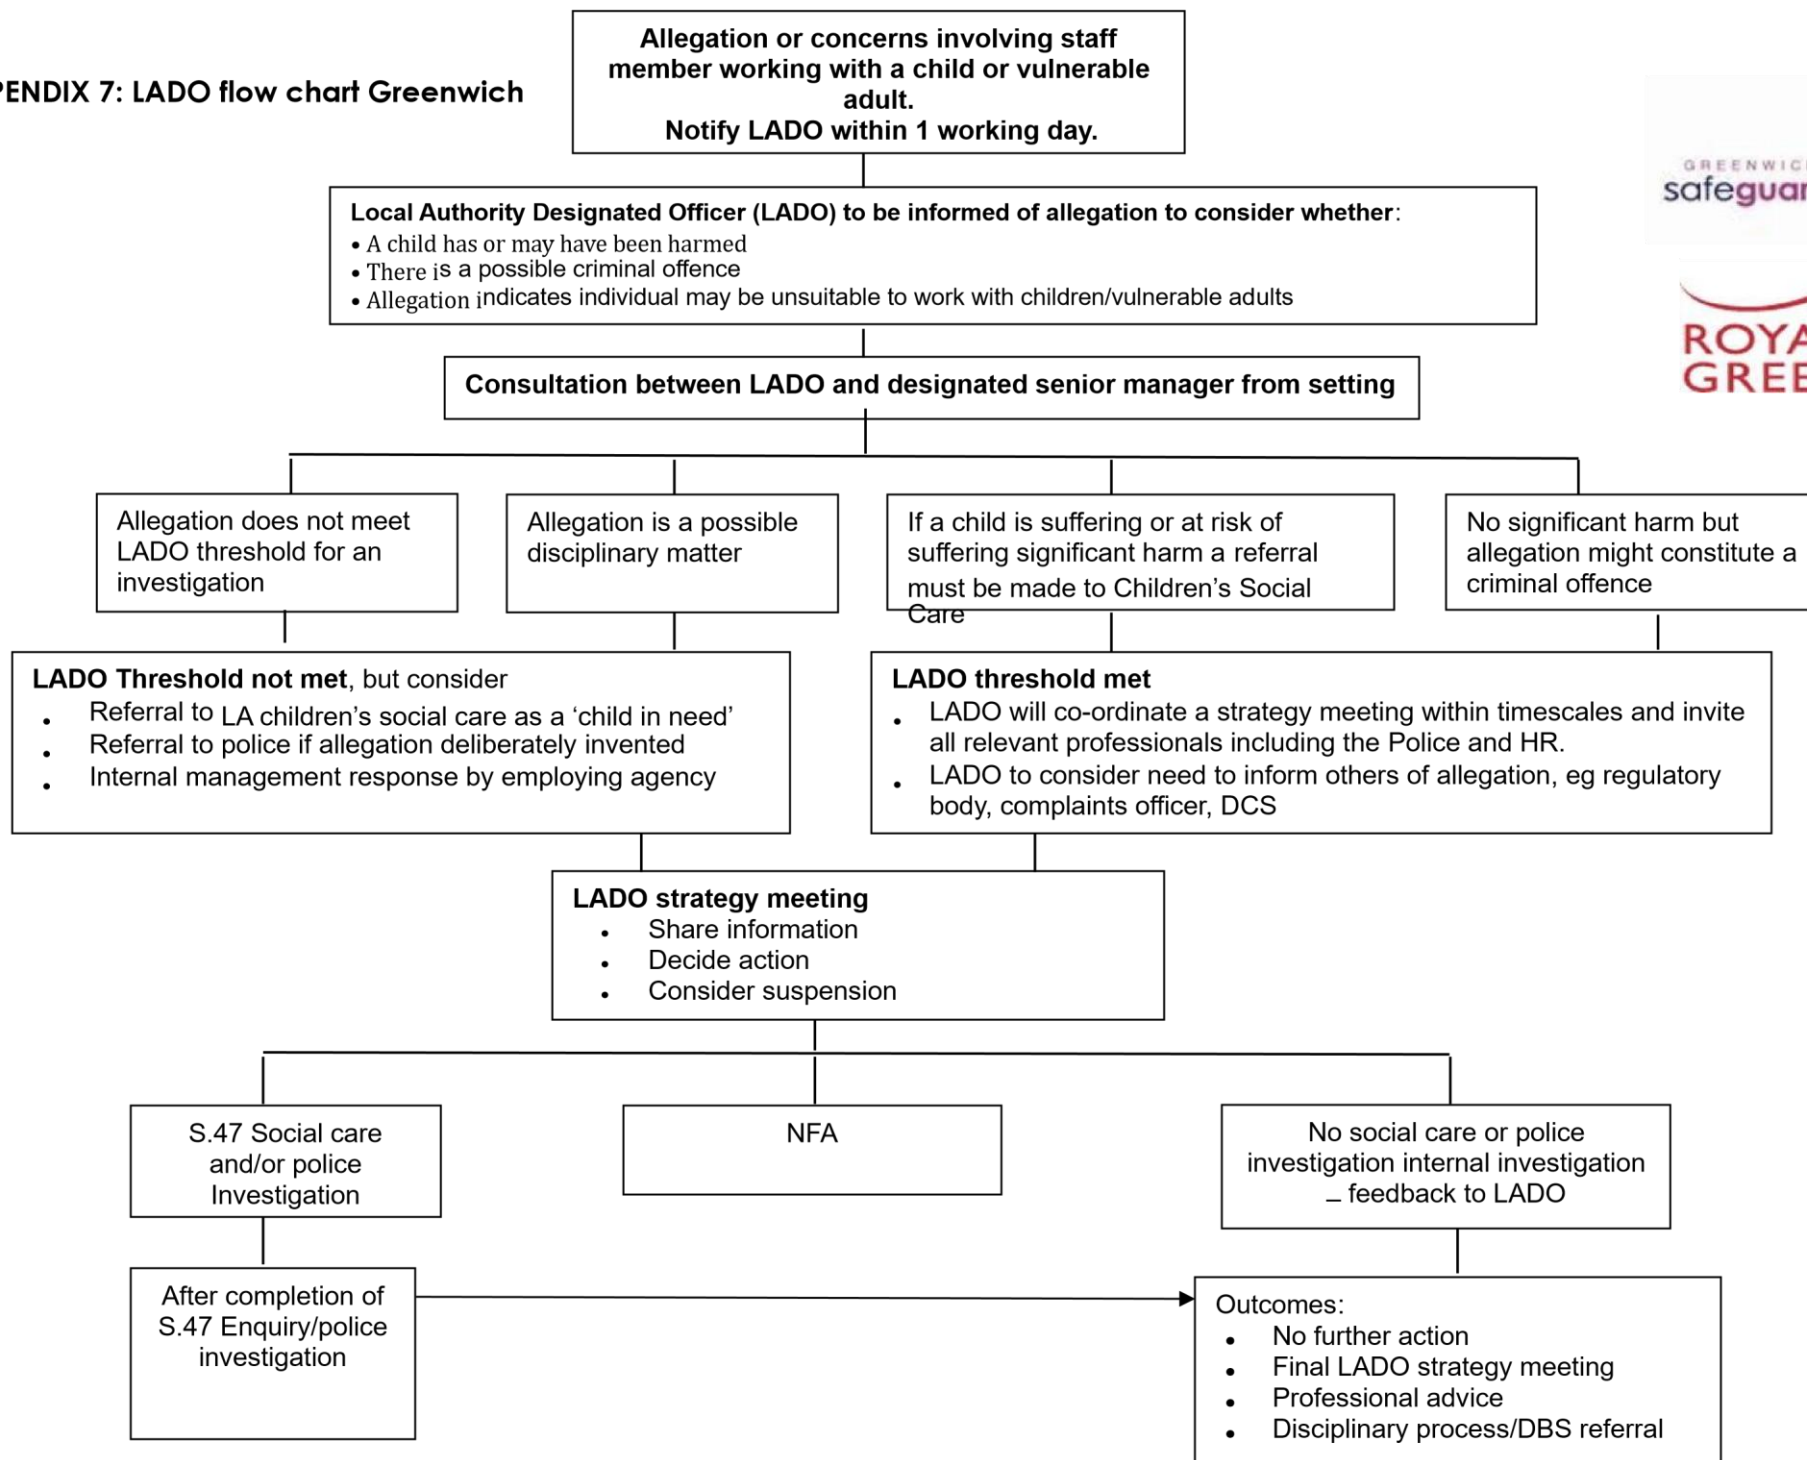 Allegation or concerns involving staff
member working with a child or vulnerable
adult.
Notify LADO within 1 working day.
PENDIX 7: LADO flow chart Greenwich
GREENWIC
safeguar
ROYA
GREE
Local Authority Designated Officer (LADO) to be informed of allegation to consider whether:
• A child has or may have been harmed
• There is a possible criminal offence
• Allegation indicates individual may be unsuitable to work with children/vulnerable adults
Consultation between LADO and designated senior manager from setting
Allegation does not meet
LADO threshold for an
investigation
Allegation is a possible
disciplinary matter
If a child is suffering or at risk of
suffering significant harm a referral
must be made to Children’s Social
Care
No significant harm but
allegation might constitute a
criminal offence
LADO Threshold not met, but consider
• Referral to LA children’s social care as a ‘child in need’
• Referral to police if allegation deliberately invented
• Internal management response by employing agency
LADO threshold met
• LADO will co-ordinate a strategy meeting within timescales and invite
all relevant professionals including the Police and HR.
• LADO to consider need to inform others of allegation, eg regulatory
body, complaints officer, DCS
LADO strategy meeting
• Share information
• Decide action
• Consider suspension
S.47 Social care
and/or police
Investigation
NFA
No social care or police
investigation internal investigation
– feedback to LADO
After completion of
S.47 Enquiry/police
investigation
Outcomes:
• No further action
• Final LADO strategy meeting
• Professional advice
• Disciplinary process/DBS referral